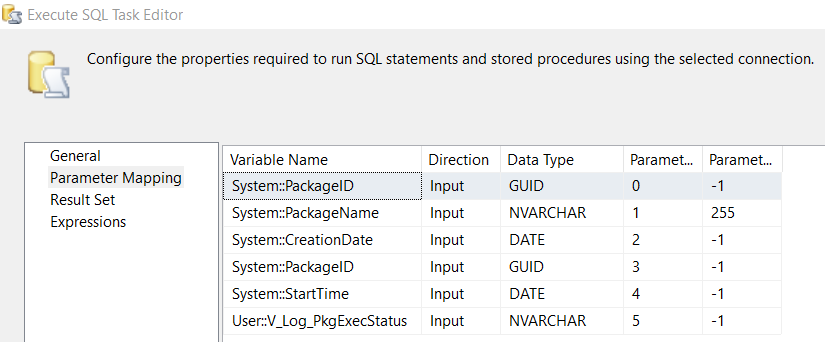 Execute SQL Task Editor
Configure the properties required to run SQL statements and stored procedures using the selected connection.
General
Parameter Mapping
Result Set
Expressions
Variable Name Direction Data Type Paramet... Paramet...
System::PackageID Input GUID 0 -1
System::PackageName Input NVARCHAR 1 255
System::CreationDate Input DATE 2 -1
System::PackageID Input GUID 3 -1
System::StartTime Input DATE 4 -1
User::V_Log_PkgExecStatus Input NVARCHAR 5 -1